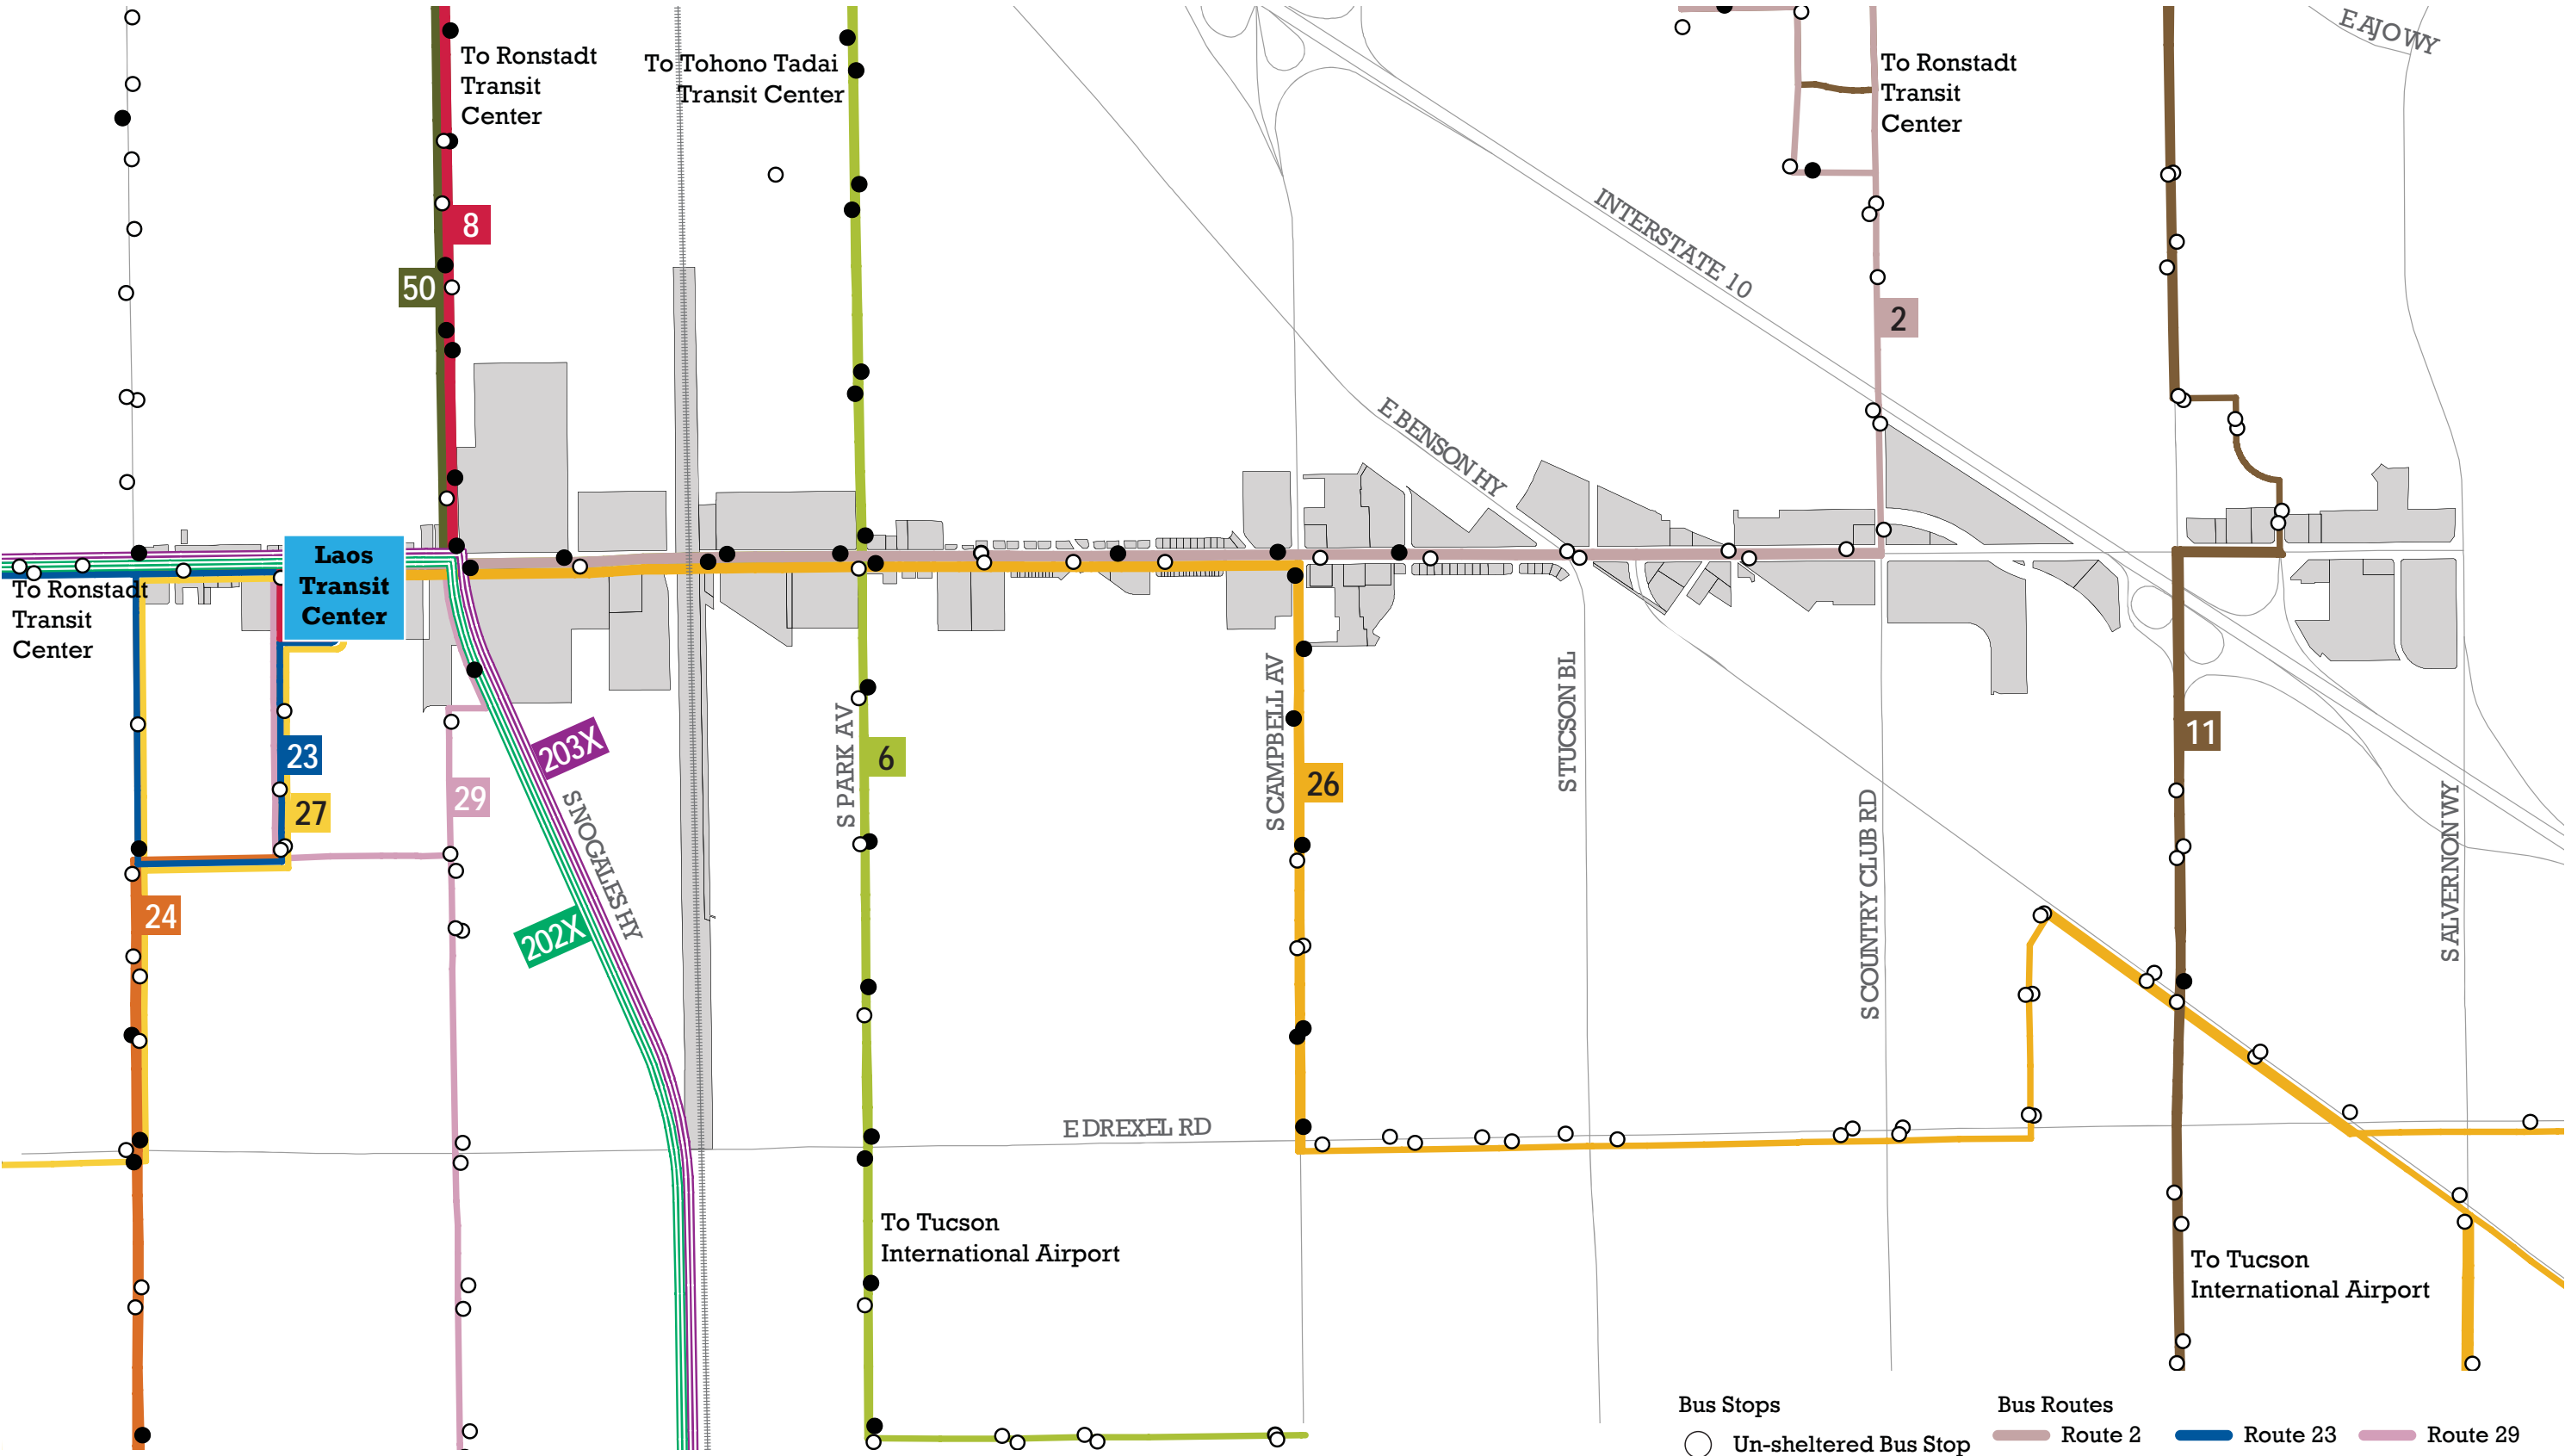 To Ronstadt
Transit
Center
To Tohono Tadai
Transit Center
To Ronstadt
Transit
Center
E AJO WY
8
50
INTERSTATE 10
2
E BENSON HY
Laos
Transit
Center
To Ronstadt
Transit
Center
23
27
29
203X
S NOGALES HY
202X
24
S PARK AV
6
S CAMPBELL AV
26
S TUCSON BL
S COUNTRY CLUB RD
11
S ALVERNON WY
E DREXEL RD
To Tucson
International Airport
To Tucson
International Airport
Bus Stops
Un-sheltered Bus Stop
Bus Routes
Route 2
Route 23
Route 29